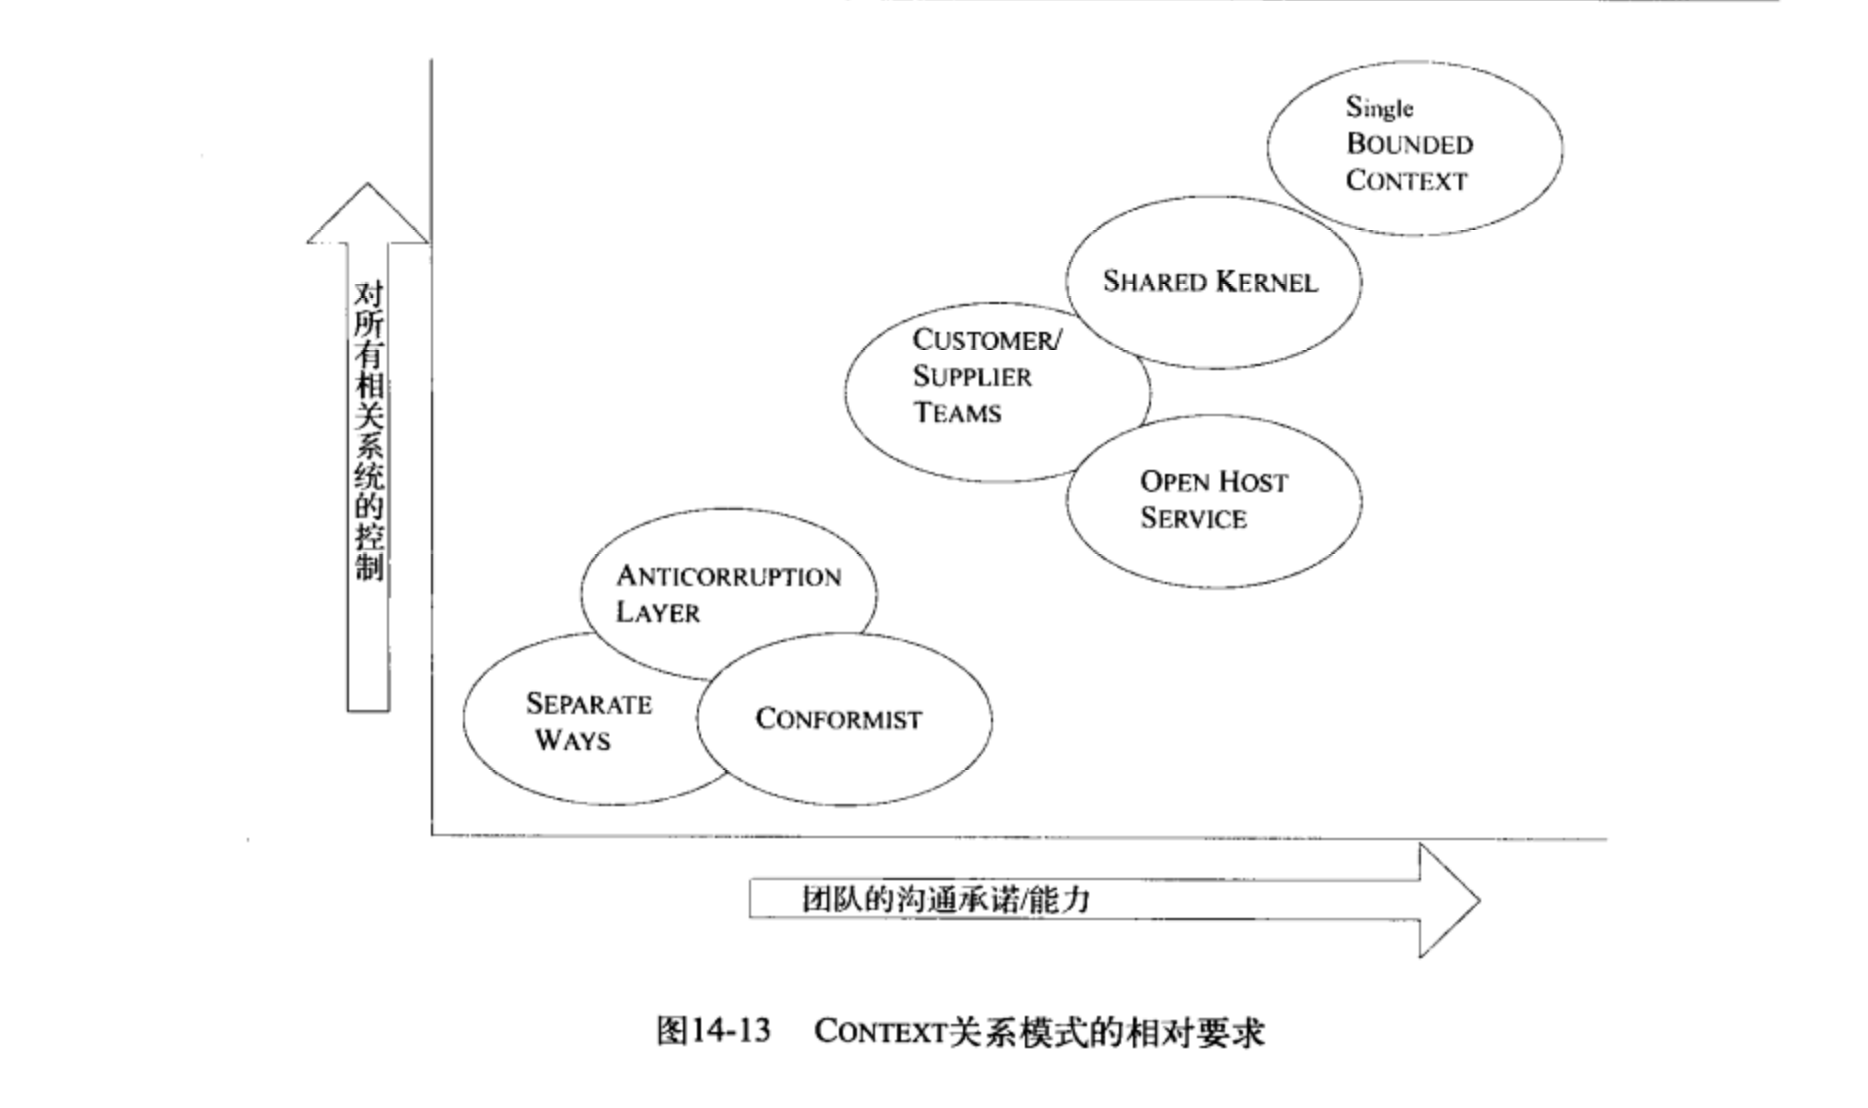 Single
BOUNDED
CONTEXT
SHARED KERNEL
CUSTOMER/
SUPPLIER
TEAMS
OPEN HOST
SERVICE
对所有相关系统的控制
ANTICORRUPTION
LAYER
SEPARATE
WAYS
CONFORMIST
团队的沟通承诺/能力
图14-13 CONTEXT关系模式的相对要求